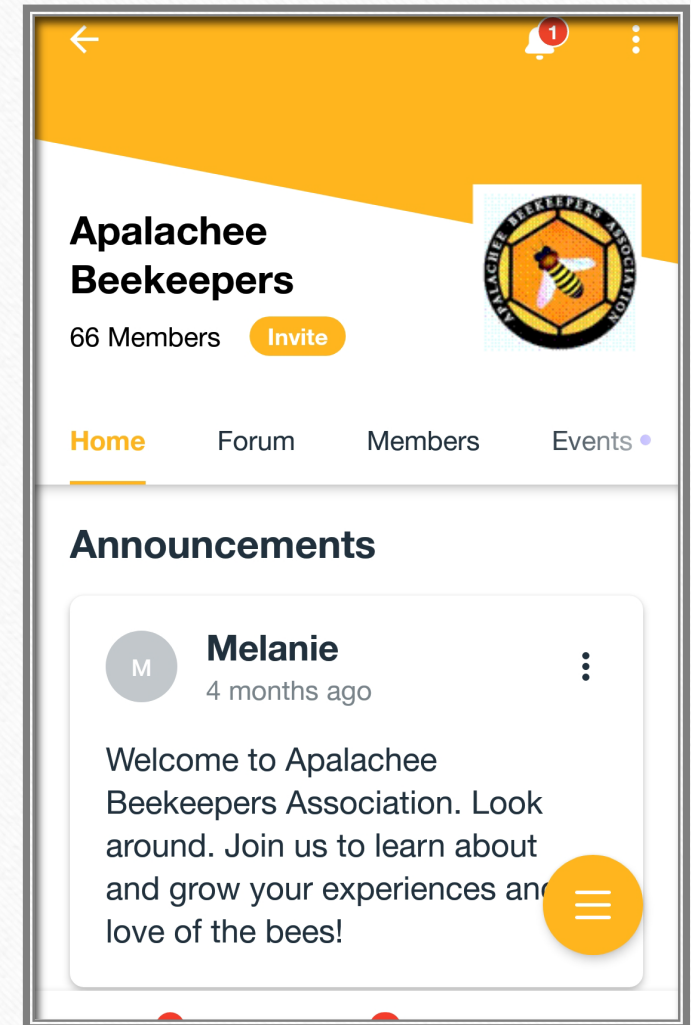 1
Apalachee
Beekeepers
66 Members Invite
APALACHEE BEEKEEPERS ASSOCIATION
Home Forum Members Events
Announcements
M
Melanie
4 months ago
Welcome to Apalachee
Beekeepers Association. Look
around. Join us to learn about
and grow your experiences and
love of the bees!